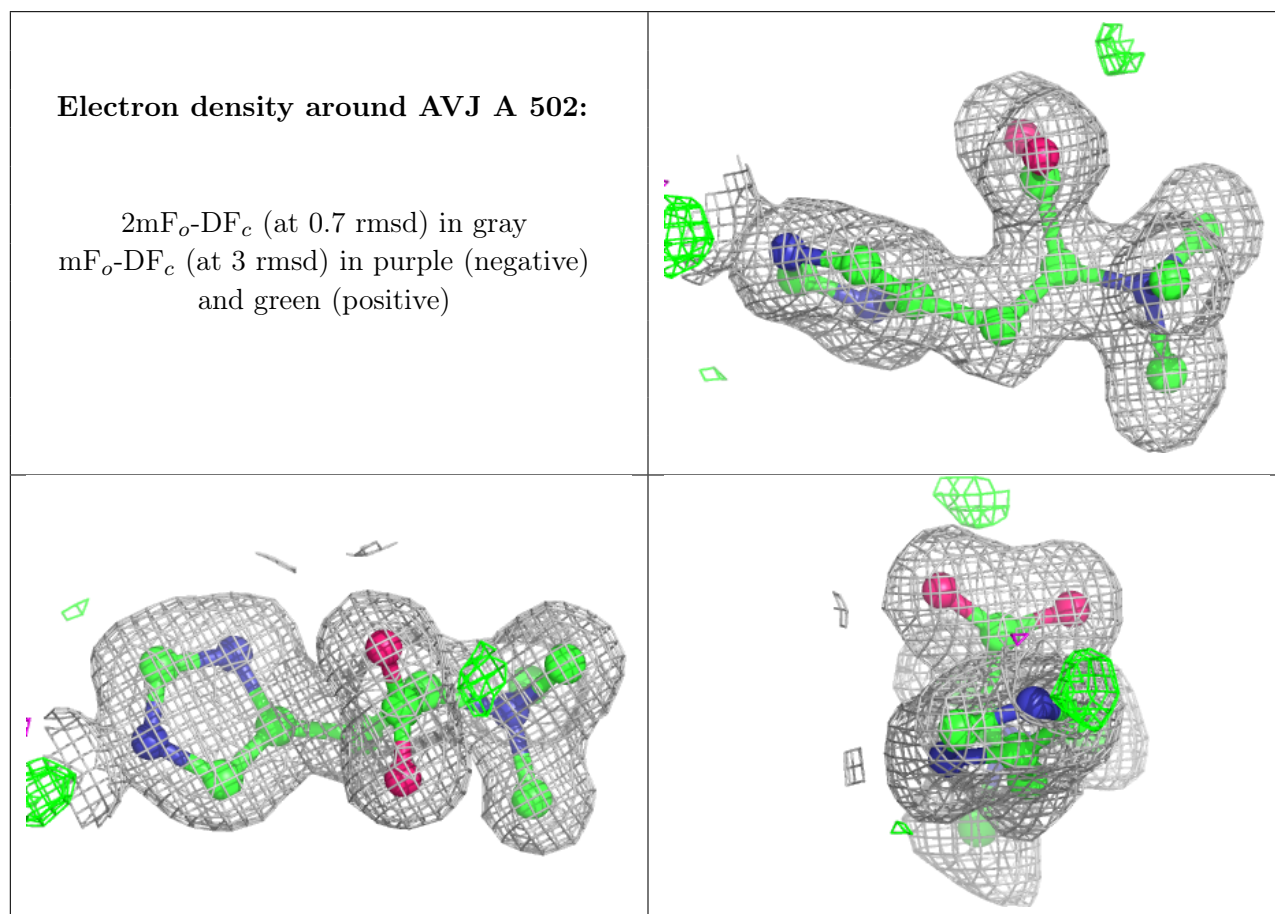 Electron density around AVJ A 502:
2mFo-DFc (at 0.7 rmsd) in gray
mFo-DFc (at 3 rmsd) in purple (negative)
and green (positive)